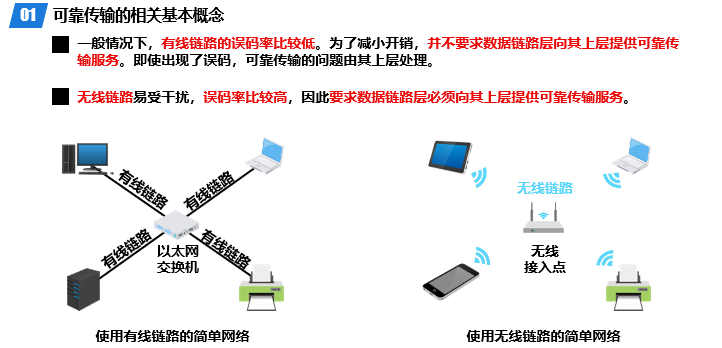 01 可靠传输的相关基本概念
一般情况下，有线链路的误码率比较低。为了减小开销，并不要求数据链路层向其上层提供可靠传
输服务。即使出现了误码，可靠传输的问题由其上层处理。
无线链路易受干扰，误码率比较高，因此要求数据链路层必须向其上层提供可靠传输服务。
有线链路
有线链路
有线链路
有线链路
以太网
交换机
使用有线链路的简单网络
无线链路
无线
接入点
使用无线链路的简单网络